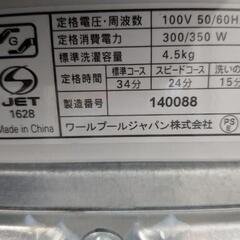 定格電圧・周波数 100V 50/60H
定格消費電力 300/350 W
標準洗濯容量 4.5kg
定格時間 標準コース スピードコース 洗いの
34分 24分 15分
製造番号 140088
S
JET
1628
Made in China
ワールプールジャパン株式会社
PS
E